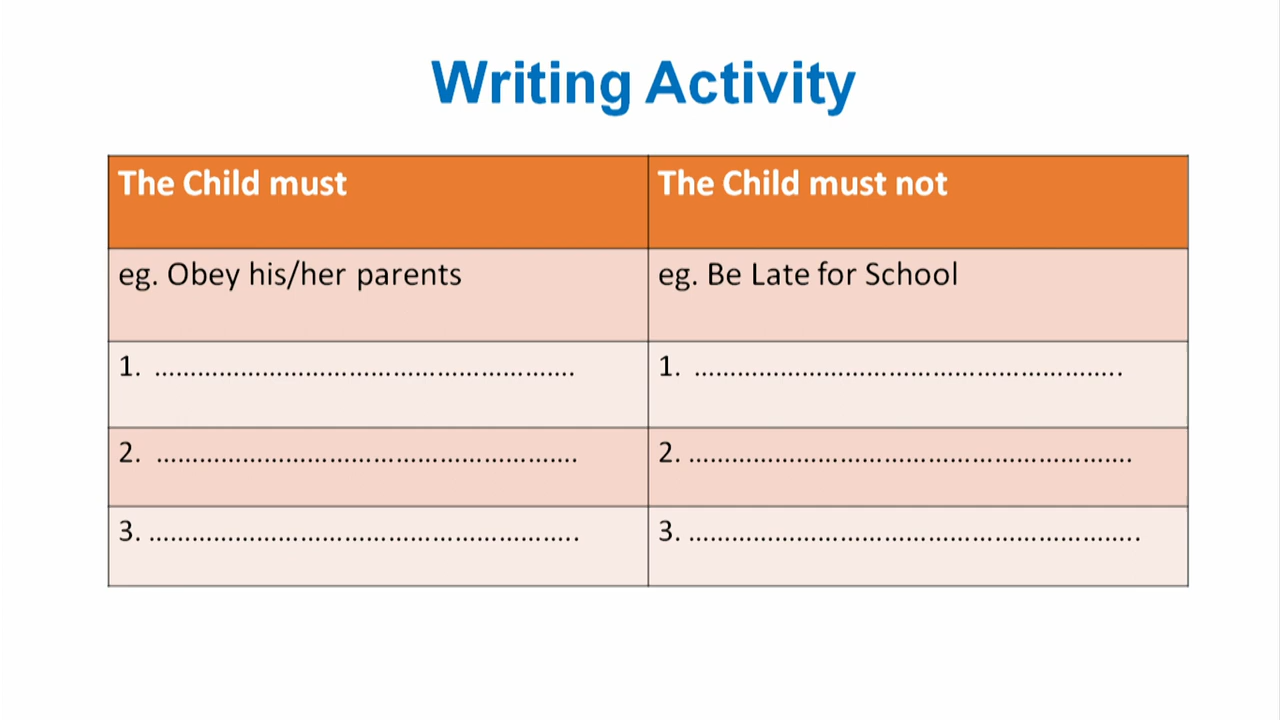 Writing Activity
The Child must
The Child must not
eg. Obey his/her parents
eg. Be Late for School
1. ………………………………………………….
1. …………………………………………………..
2. ………………………………………………….
2. …………………………………………………….
3. …………………………………………………..
3. ……………………………………………………..